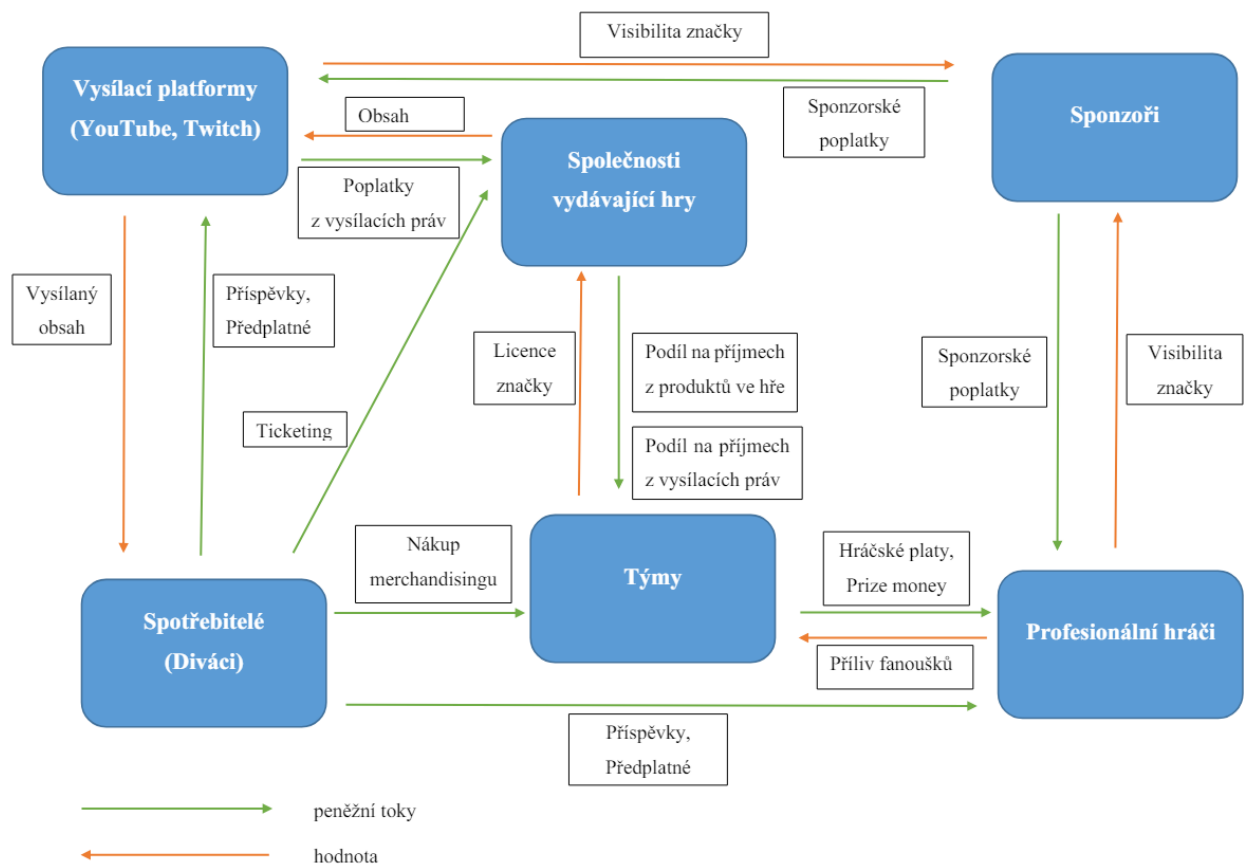 Visibilita značky
Vysílací platformy
(YouTube, Twitch)
Sponzoři
Sponzorské
poplatky
Obsah
Společnosti
vydávající hry
Poplatky
z vysílacích práv
Vysílaný
obsah
Příspěvky,
Předplatné
Licence
značky
Podíl na příjmech
z produktů ve hře
Sponzorské
poplatky
Visibilita
značky
Ticketing
Podíl na příjmech
z vysílacích práv
Nákup
merchandisingu
Týmy
Hráčské platy,
Prize money
Spotřebitelé
(Diváci)
Profesionální hráči
Příliv fanoušků
Příspěvky,
Předplatné
peněžní toky
hodnota